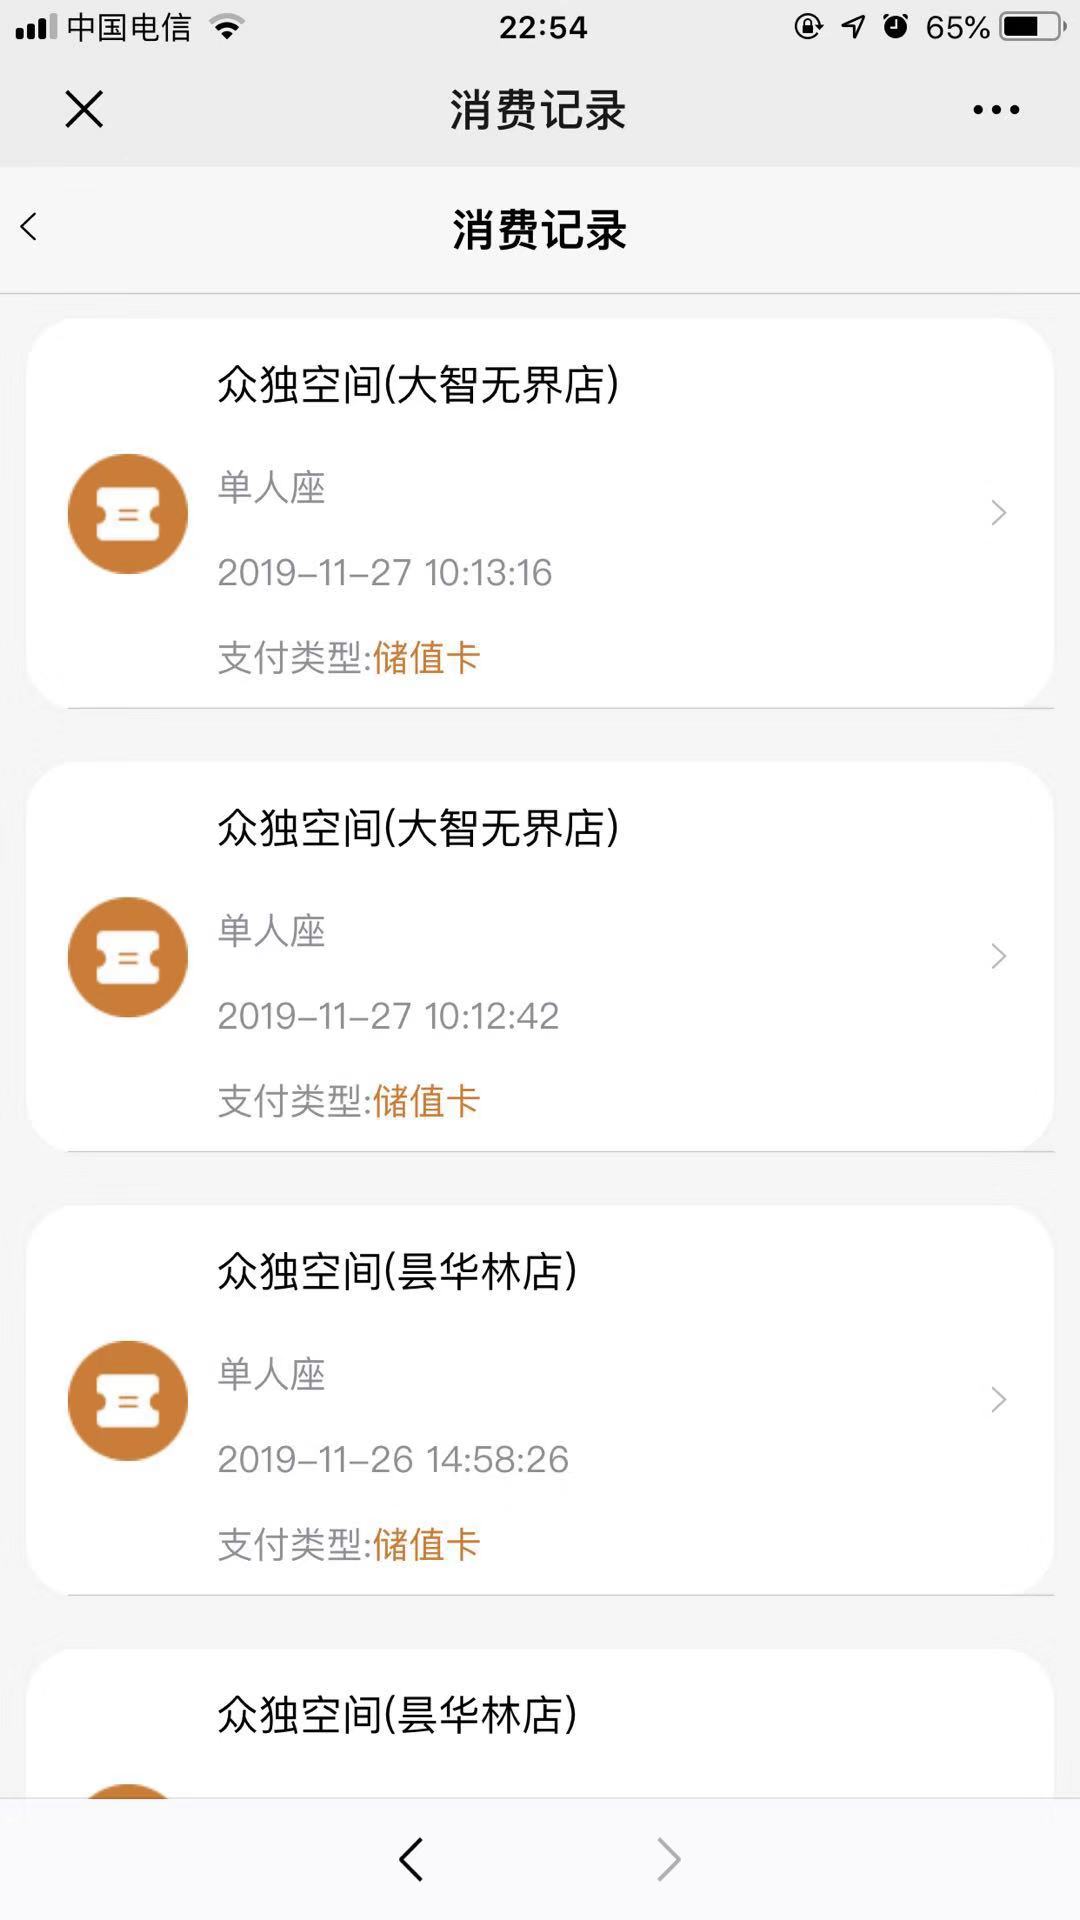 中国电信
22:54
65%
消费记录
消费记录
众独空间(大智无界店)
单人座
2019-11-27 10:13:16
支付类型:储值卡
众独空间(大智无界店)
单人座
2019-11-27 10:12:42
支付类型:储值卡
众独空间(昙华林店)
单人座
2019-11-26 14:58:26
支付类型:储值卡
众独空间(昙华林店)